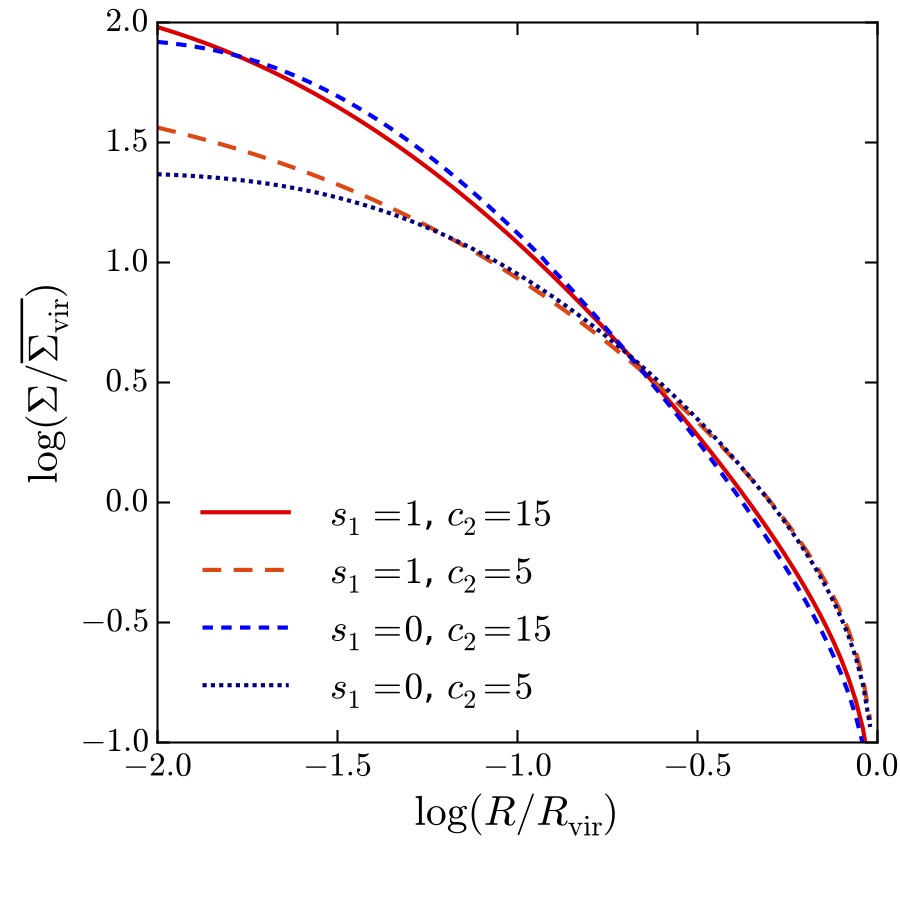 2.0
1.5
1.0
0.5
0.0
−0.5
−1.0
log(Σ/Σ̅vir)
s1 =1, c2=15
s1 =1, c2=5
s1 =0, c2=15
s1 =0, c2=5
−2.0 −1.5 −1.0 −0.5 0.0
log(R/Rvir)